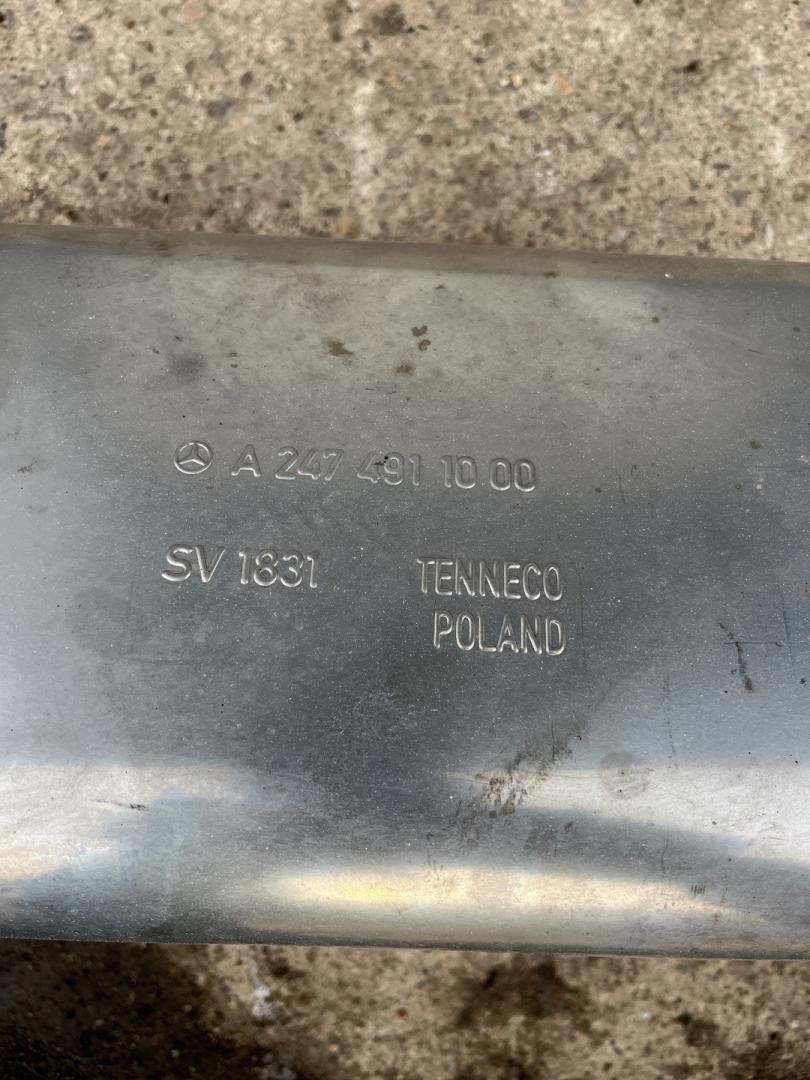 A 247 491 10 00
SV 1831 TENNECO
POLAND